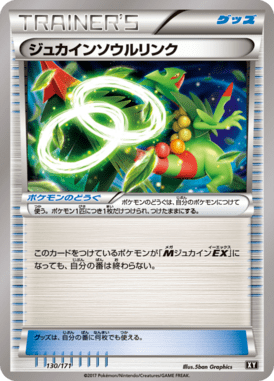 TRAINER'S グッズ
ジュカインソウルリンク
ポケモンのどうぐ
ポケモンのどうぐは、自分のポケモンにつけて
使う。ポケモン1匹につき1枚だけつけられ、つけたままにする。
このカードをつけているポケモンが「MジュカインEX」に
なっても、自分の番は終わらない。
グッズは、自分の番に何枚でも使える。
130/171
Illus.5ban Graphics
XY
©2017 Pokémon/Nintendo/Creatures/GAME FREAK.